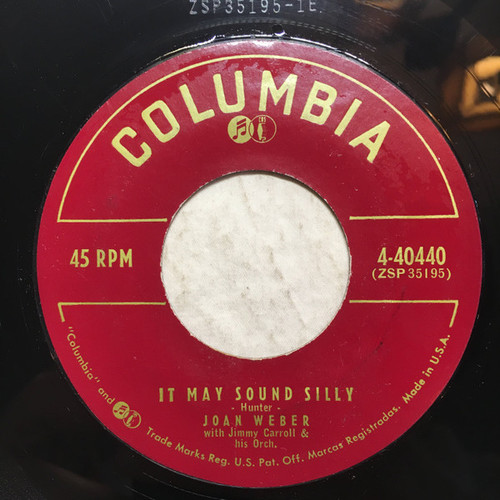 ZSP35195-1E
COLUMBIA
45 RPM
4-40440
(ZSP 35195)
IT MAY SOUND SILLY
- Hunter -
JOAN WEBER
with Jimmy Carroll &
his Orch.
"Columbia" and Trade Marks Reg. U.S. Pat. Off. Marcas Registradas. Made in U.S.A.